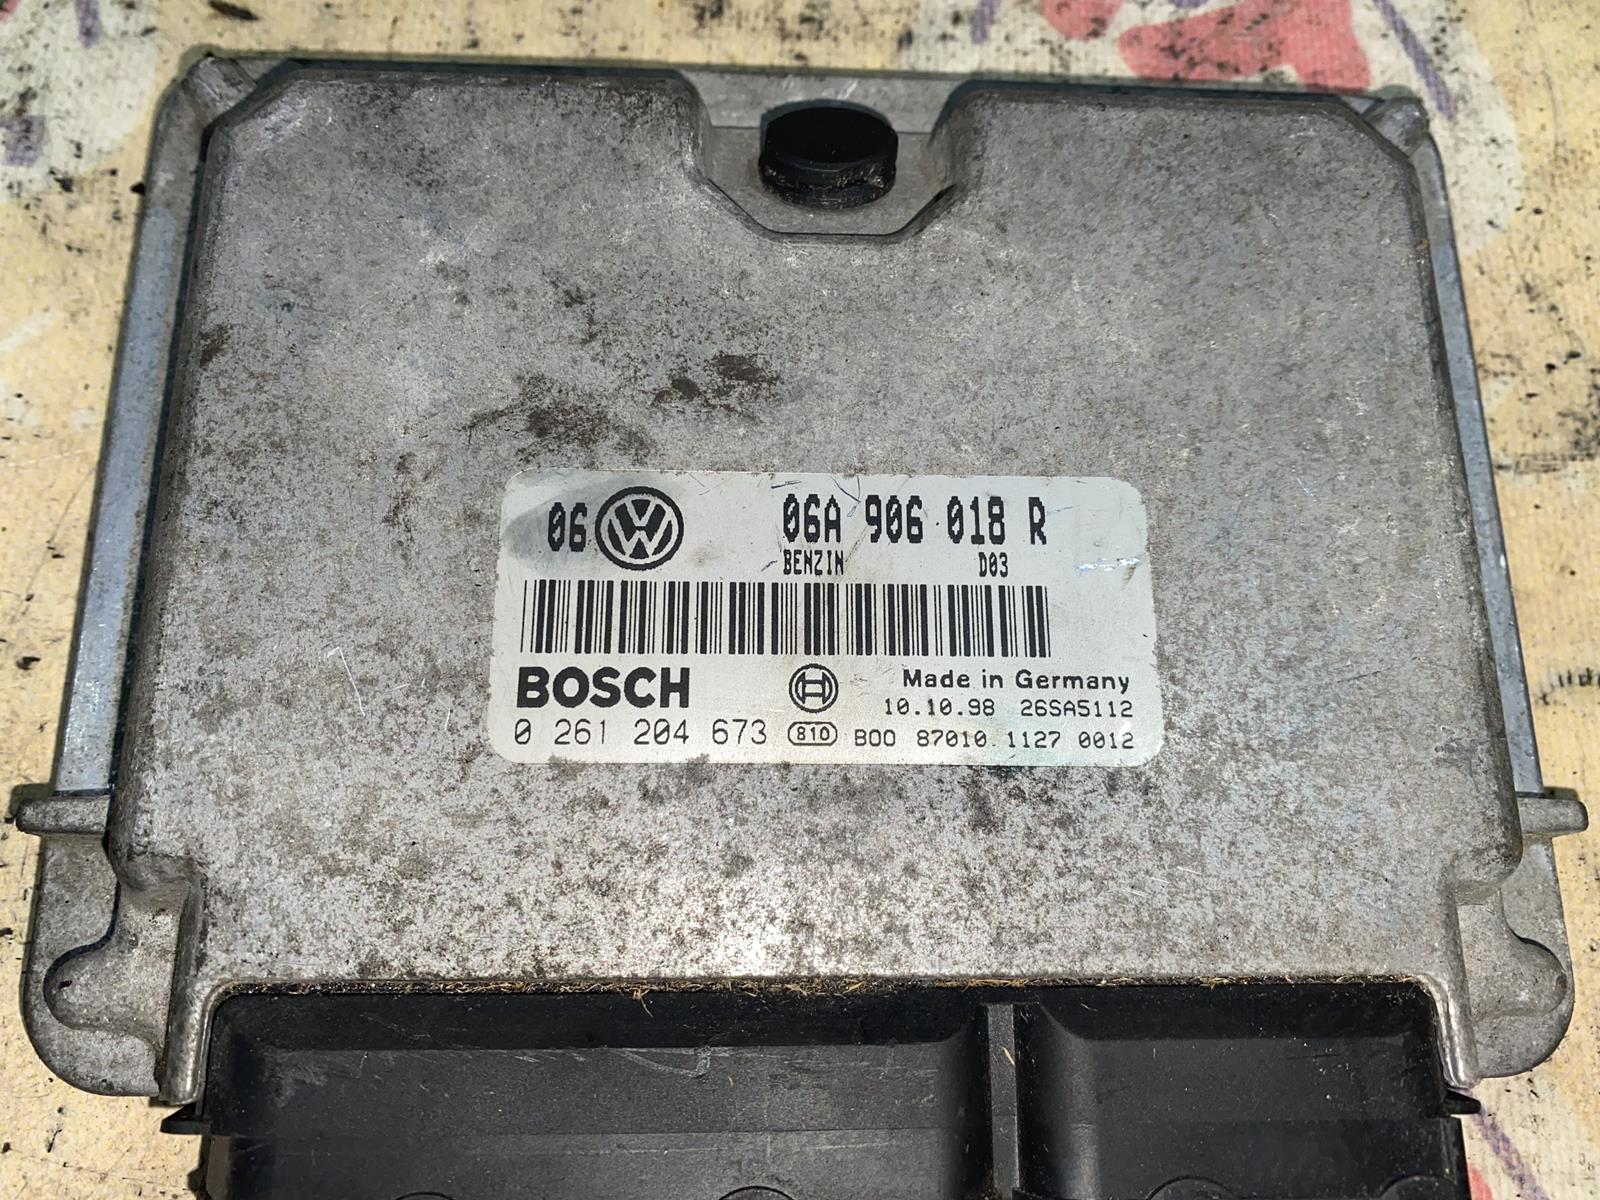 06 VW 06A 906 018 R
BENZIN D03
BOSCH Made in Germany
10.10.98 26SA5112
0 261 204 673 810 B00 87010.1127 0012